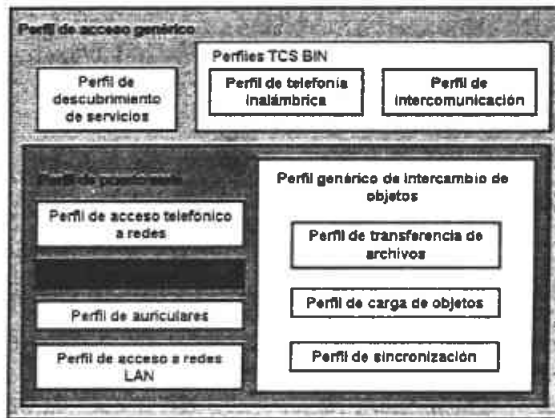 Perfil de acceso genérico
Perfiles TCS BIN
Perfil de
descubrimiento
de servicios
Perfil de telefonía
inalámbrica
Perfil de
intercomunicación
Perfil de
Perfil de acceso telefónico
a redes
Perfil de auriculares
Perfil de acceso a redes
LAN
Perfil genérico de intercambio de
objetos
Perfil de transferencia de
archivos
Perfil de carga de objetos
Perfil de sincronización